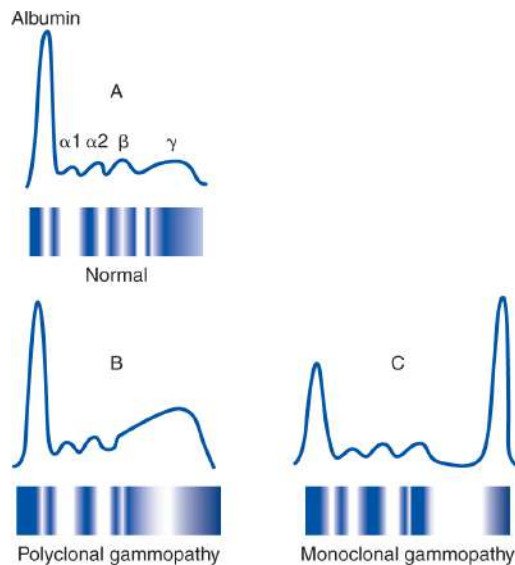 Albumin
A
α1 α2 β γ
Normal
B
C
Polyclonal gammopathy
Monoclonal gammopathy